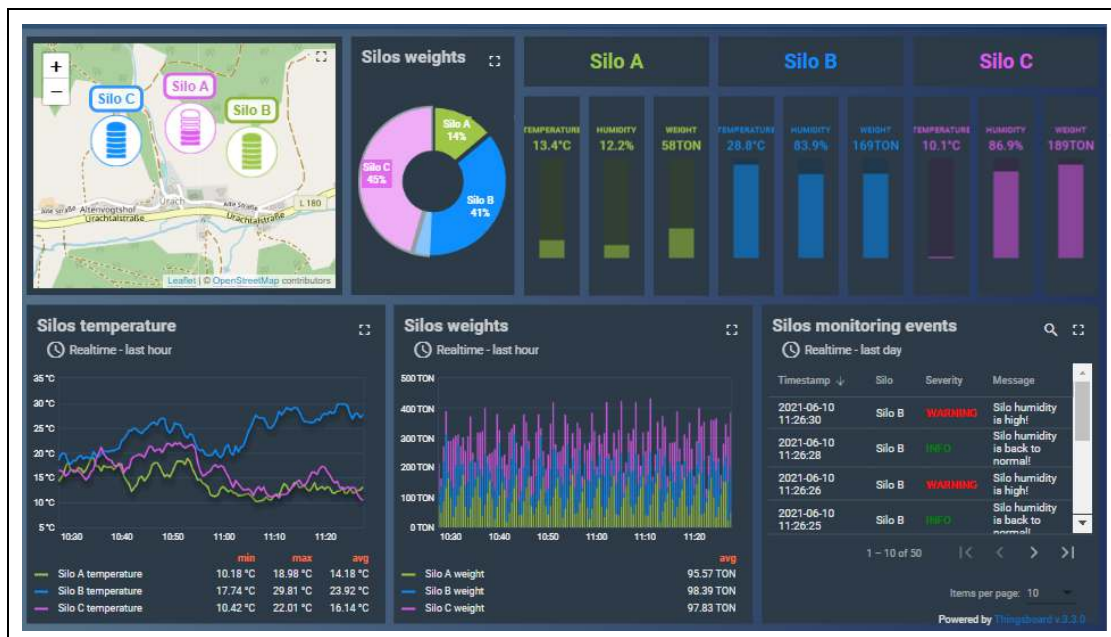 +
−
Silo C
Silo A
Silo B
Urach
Alte Straße
L 180
Alte Straße
Altenvogtshof
Urachtalstraße
Urachtalstraße
Leaflet | © OpenStreetMap contributors
Silos weights
Silo A
14%
Silo C
45%
Silo B
41%
Silo A
Silo B
Silo C
TEMPERATURE
13.4°C
HUMIDITY
12.2%
WEIGHT
58TON
TEMPERATURE
28.8°C
HUMIDITY
83.9%
WEIGHT
169TON
TEMPERATURE
10.1°C
HUMIDITY
86.9%
WEIGHT
189TON
Silos temperature
Realtime - last hour
35 °C
30 °C
25 °C
20 °C
15 °C
10 °C
5 °C
10:30 10:40 10:50 11:00 11:10 11:20
min max avg
Silo A temperature 10.18 °C 18.98 °C 14.18 °C
Silo B temperature 17.74 °C 29.81 °C 23.92 °C
Silo C temperature 10.42 °C 22.01 °C 16.14 °C
Silos weights
Realtime - last hour
500 TON
400 TON
300 TON
200 TON
100 TON
0 TON
10:30 10:40 10:50 11:00 11:10 11:20
avg
Silo A weight 95.57 TON
Silo B weight 98.39 TON
Silo C weight 97.83 TON
Silos monitoring events
Realtime - last day
Timestamp ↓ Silo Severity Message
2021-06-10
11:26:30
Silo B
WARNING
Silo humidity
is high!
2021-06-10
11:26:28
Silo B
INFO
Silo humidity
is back to
normal!
2021-06-10
11:26:26
Silo B
WARNING
Silo humidity
is high!
2021-06-10
11:26:25
Silo B
INFO
Silo humidity
is back to
normal!
1 – 10 of 50
Items per page: 10
Powered by Thingsboard v.3.3.0